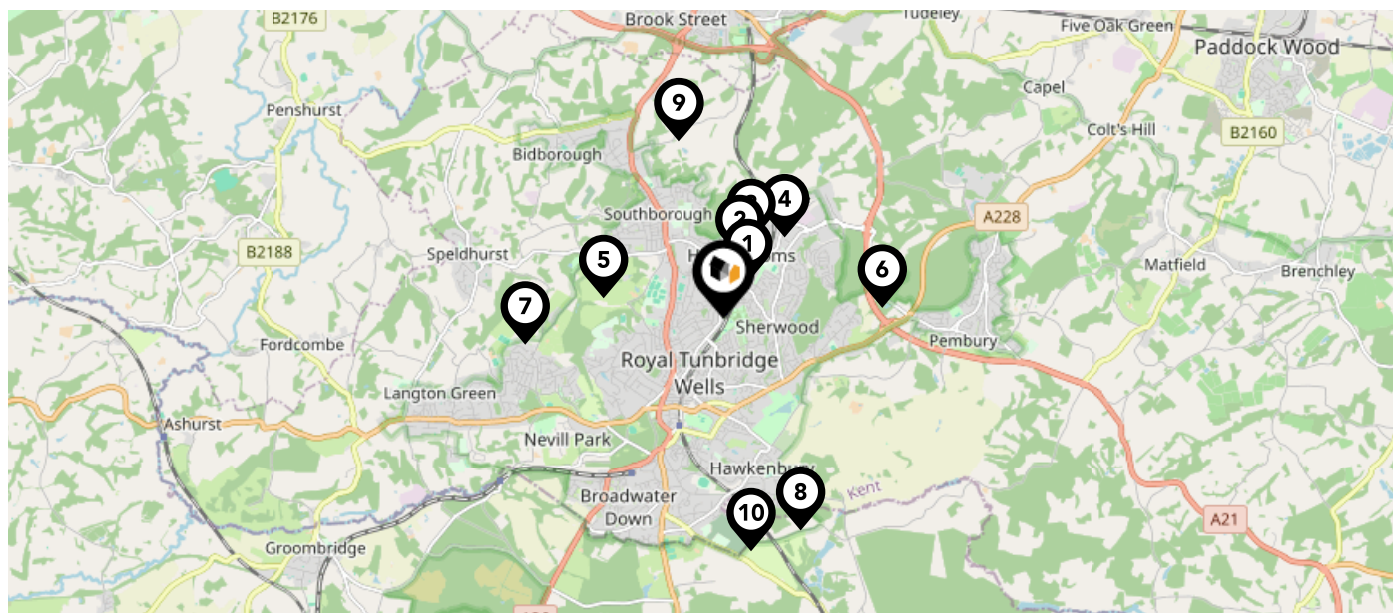 B2176
Brook Street
Tudeley
Five Oak Green
Paddock Wood
9
Penshurst
Capel
Colt's Hill
B2160
Bidborough
4
Southborough
2
A228
B2188
Speldhurst
5
1
6
Matfield
Brenchley
7
Sherwood
Fordcombe
Pembury
Royal Tunbridge
Wells
Langton Green
Ashurst
Nevill Park
Hawkenbury
Broadwater
Down
8
Kent
10
A21
Groombridge